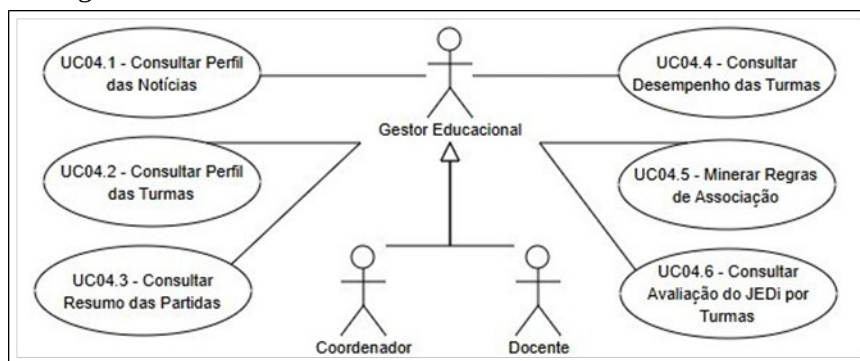 UC04.1 - Consultar Perfil
das Notícias
UC04.2 - Consultar Perfil
das Turmas
UC04.3 - Consultar
Resumo das Partidas
Gestor Educacional
Coordenador
Docente
UC04.4 - Consultar
Desempenho das Turmas
UC04.5 - Minerar Regras
de Associação
UC04.6 - Consultar
Avaliação do JEDi por
Turmas